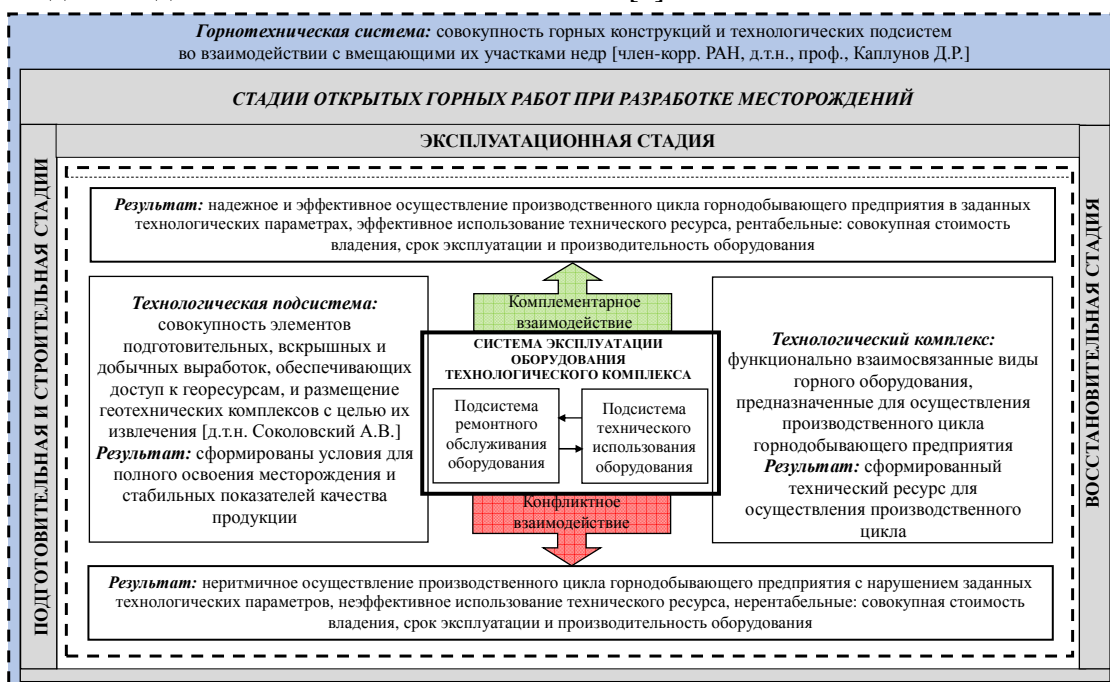 Горнотехническая система: совокупность горных конструкций и технологических подсистем
во взаимодействии с вмещающими их участками недр [член-корр. РАН, д.т.н., проф., Каплунов Д.Р.]
СТАДИИ ОТКРЫТЫХ ГОРНЫХ РАБОТ ПРИ РАЗРАБОТКЕ МЕСТОРОЖДЕНИЙ
ПОДГОТОВИТЕЛЬНАЯ И СТРОИТЕЛЬНАЯ СТАДИИ
ЭКСПЛУАТАЦИОННАЯ СТАДИЯ
Результат: надежное и эффективное осуществление производственного цикла горнодобывающего предприятия в заданных
технологических параметрах, эффективное использование технического ресурса, рентабельные: совокупная стоимость
владения, срок эксплуатации и производительность оборудования
Технологическая подсистема:
совокупность элементов
подготовительных, вскрышных и
добычных выработок, обеспечивающих
доступ к георесурсам, и размещение
геотехнических комплексов с целью их
извлечения [д.т.н. Соколовский А.В.]
Результат: сформированы условия для
полного освоения месторождения и
стабильных показателей качества
продукции
Комплементарное
взаимодействие
СИСТЕМА ЭКСПЛУАТАЦИИ
ОБОРУДОВАНИЯ
ТЕХНОЛОГИЧЕСКОГО КОМПЛЕКСА
Подсистема
ремонтного
обслуживания
оборудования
Подсистема
технического
использования
оборудования
Конфликтное
взаимодействие
Технологический комплекс:
функционально взаимосвязанные виды
горного оборудования,
предназначенные для осуществления
производственного цикла
горнодобывающего предприятия
Результат: сформированный
технический ресурс для
осуществления производственного
цикла
Результат: неритмичное осуществление производственного цикла горнодобывающего предприятия с нарушением заданных
технологических параметров, неэффективное использование технического ресурса, нерентабельные: совокупная стоимость
владения, срок эксплуатации и производительность оборудования
ВОССТАНОВИТЕЛЬНАЯ СТАДИЯ